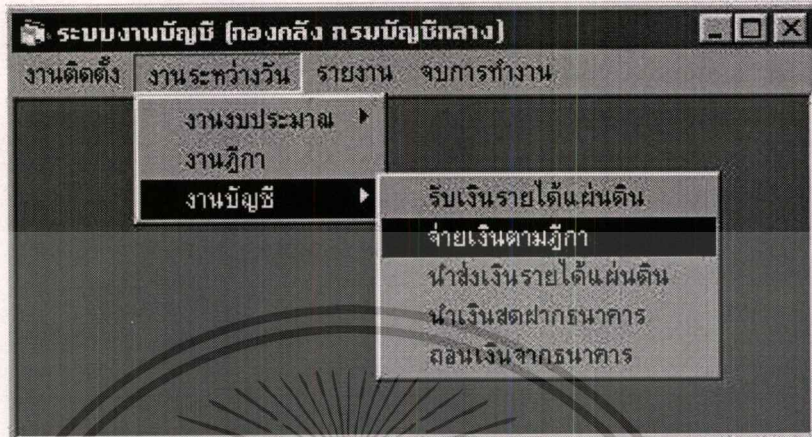 ระบบงานบัญชี (กองคลัง กรมบัญชีกลาง)
งานติดตั้ง งานระหว่างวัน รายงาน จบการทำงาน
งานงบประมาณ
งานฎีกา
งานบัญชี
รับเงินรายได้แผ่นดิน
จ่ายเงินตามฎีกา
นำส่งเงินรายได้แผ่นดิน
นำเงินสดฝากธนาคาร
ถอนเงินจากธนาคาร